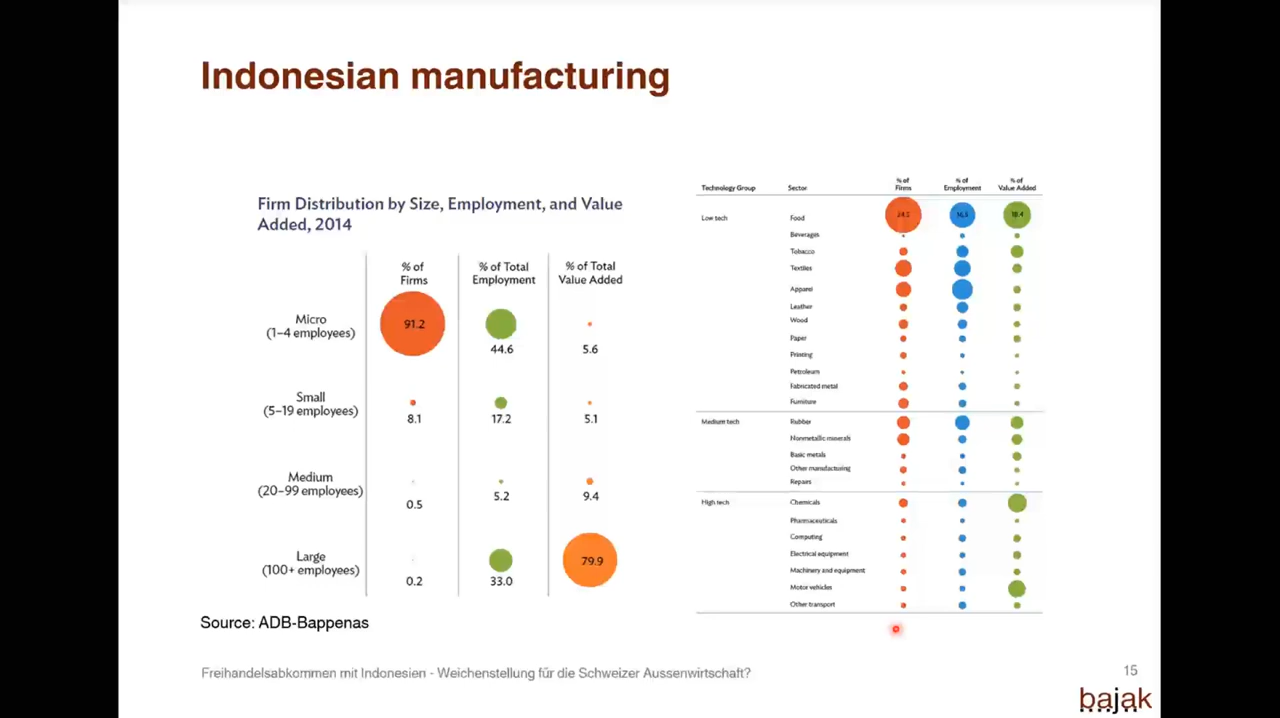 Indonesian manufacturing
Firm Distribution by Size, Employment, and Value
Added, 2014
% of
Firms
% of Total
Employment
% of Total
Value Added
Micro
(1–4 employees)
91.2
44.6
5.6
Small
(5–19 employees)
8.1
17.2
5.1
Medium
(20–99 employees)
0.5
5.2
9.4
Large
(100+ employees)
0.2
33.0
79.9
Source: ADB-Bappenas
Technology Group
Sector
% of
Firms
% of
Employment
% of
Value Added
Low tech
Food
18.4
Beverages
Tobacco
Textiles
Apparel
Leather
Wood
Paper
Printing
Petroleum
Fabricated metal
Furniture
Medium tech
Rubber
Nonmetallic minerals
Basic metals
Other manufacturing
Repairs
High tech
Chemicals
Pharmaceuticals
Computing
Electrical equipment
Machinery and equipment
Motor vehicles
Other transport
Freihandelsabkommen mit Indonesien - Weichenstellung für die Schweizer Aussenwirtschaft?
15
bajak